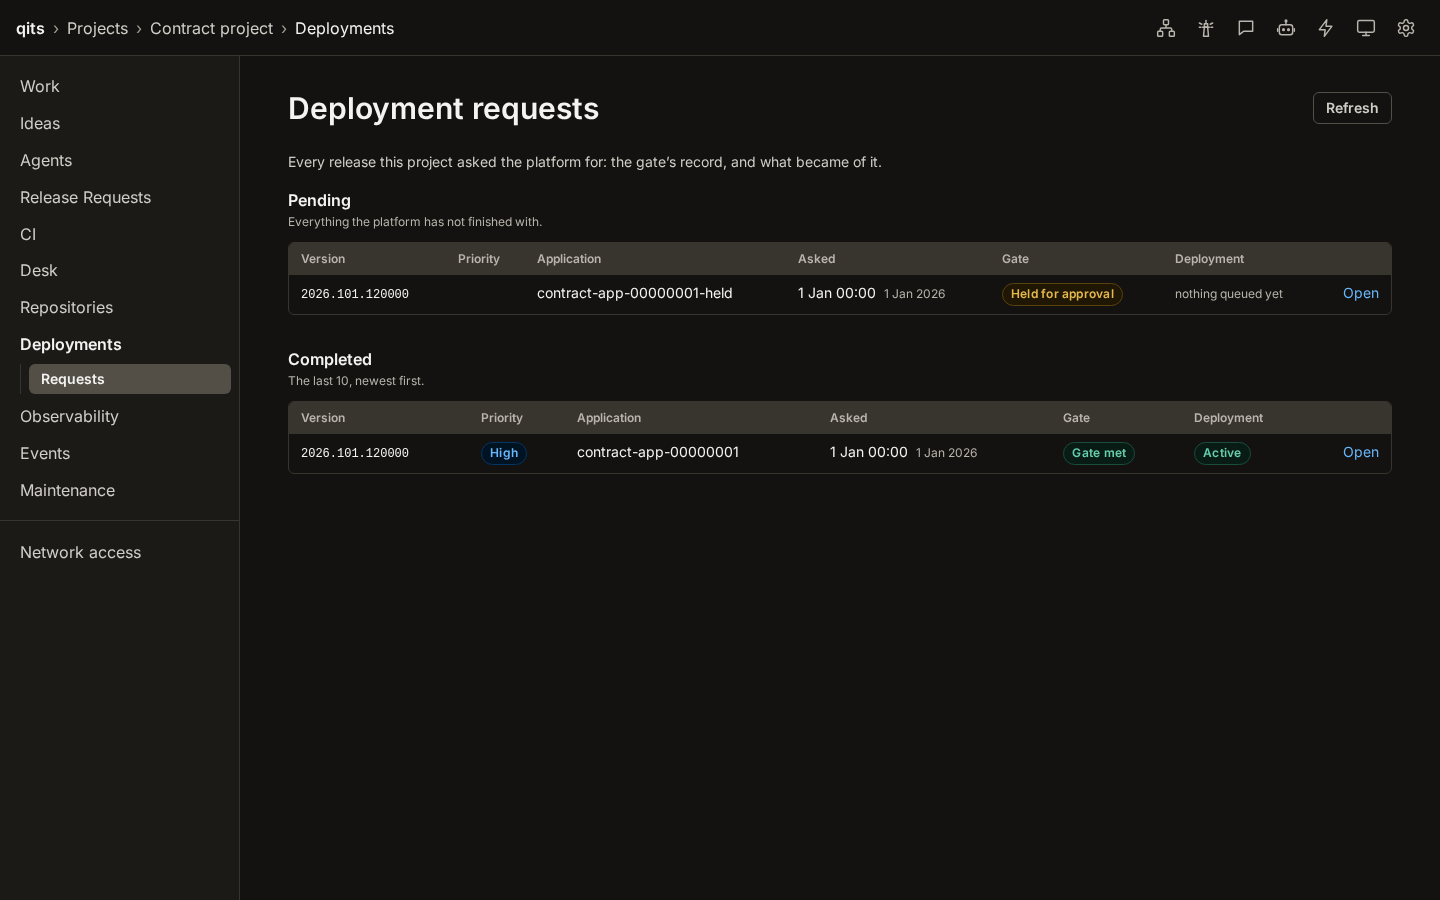 qits › Projects › Contract project › Deployments
Work
Ideas
Agents
Release Requests
CI
Desk
Repositories
Deployments
Requests
Observability
Events
Maintenance
Network access
Deployment requests
Refresh
Every release this project asked the platform for: the gate’s record, and what became of it.
Pending
Everything the platform has not finished with.
Version Priority Application Asked Gate Deployment
2026.101.120000 contract-app-00000001-held 1 Jan 00:00 1 Jan 2026 Held for approval nothing queued yet Open
Completed
The last 10, newest first.
Version Priority Application Asked Gate Deployment
2026.101.120000 High contract-app-00000001 1 Jan 00:00 1 Jan 2026 Gate met Active Open